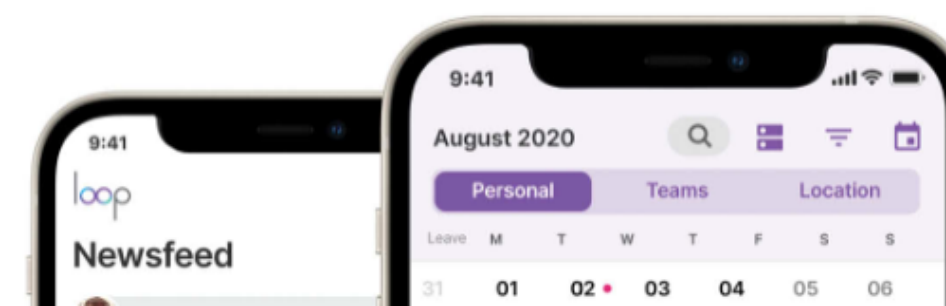 9:41
loop
Newsfeed
9:41
August 2020
Personal Teams Location
Leave M T W T F S S
31 01 02 03 04 05 06